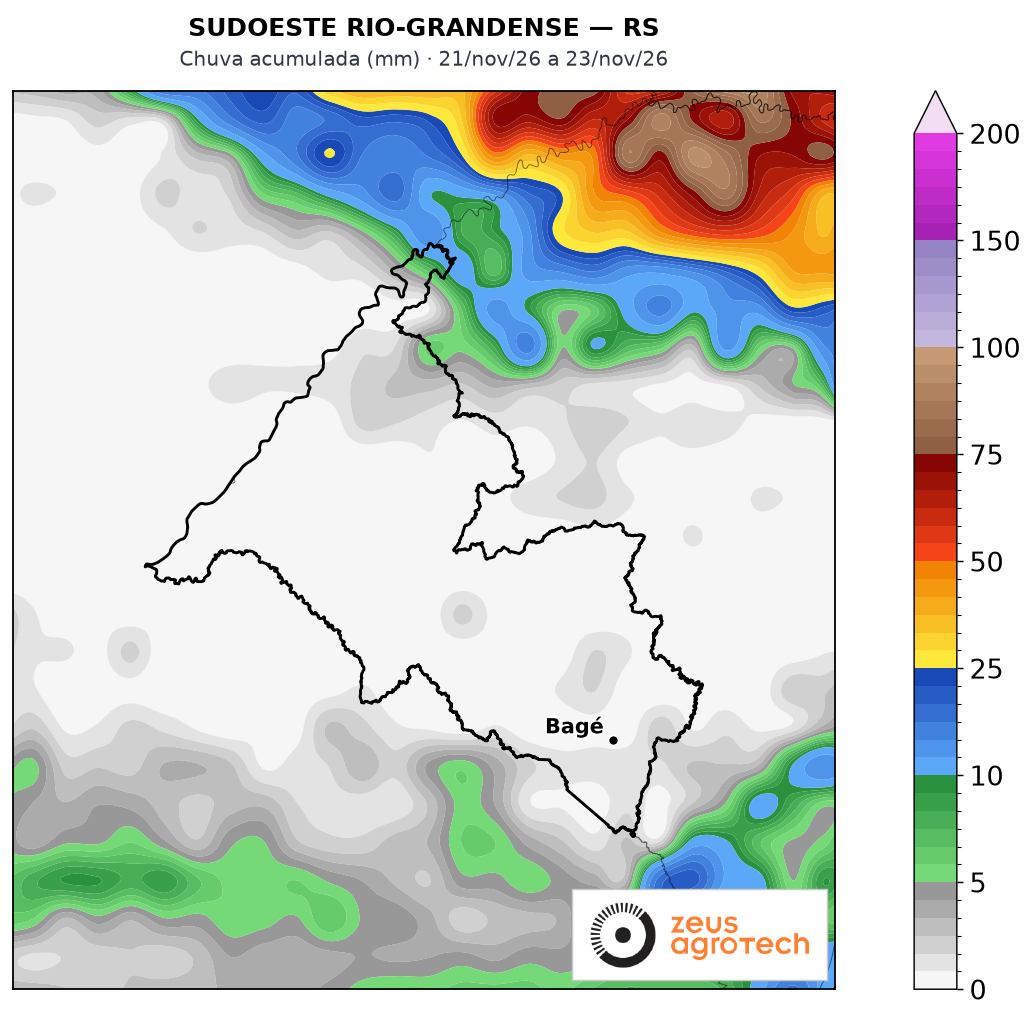 SUDOESTE RIO-GRANDENSE — RS
Chuva acumulada (mm) · 21/nov/26 a 23/nov/26
200
150
100
75
50
25
10
5
0
Bagé
zeus
agrotech